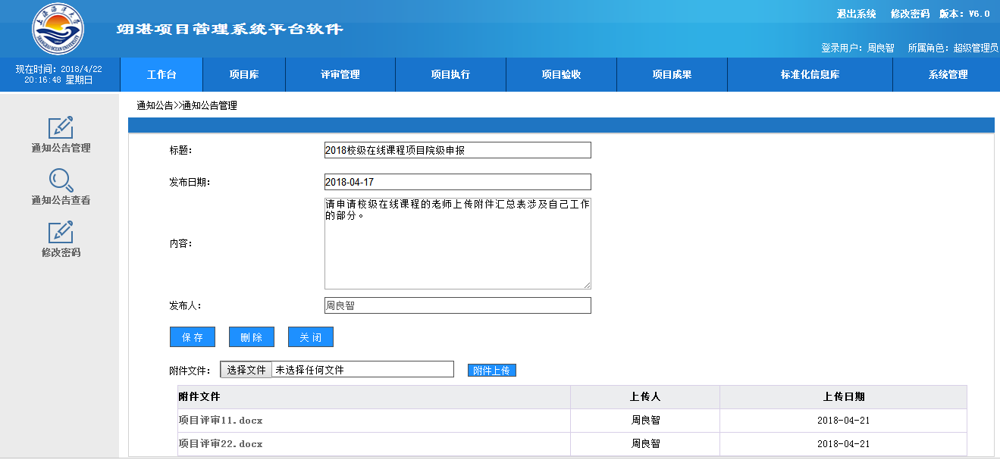 退出系统 修改密码 版本：V6.0
翊湛项目管理系统平台软件
登录用户：周良智 所属角色：超级管理员
现在时间：2018/4/22
20:16:48 星期日
工作台 项目库 评审管理 项目执行 项目验收 项目成果 标准化信息库 系统管理
通知公告>>通知公告管理
通知公告管理
通知公告查看
修改密码
标题：
2018校级在线课程项目院级申报
发布日期：
2018-04-17
内容：
请申请校级在线课程的老师上传附件汇总表涉及自己工作
的部分。
发布人：
周良智
保 存 删 除 关 闭
附件文件： 选择文件 未选择任何文件 附件上传
附件文件 上传人 上传日期
项目评审11.docx 周良智 2018-04-21
项目评审22.docx 周良智 2018-04-21